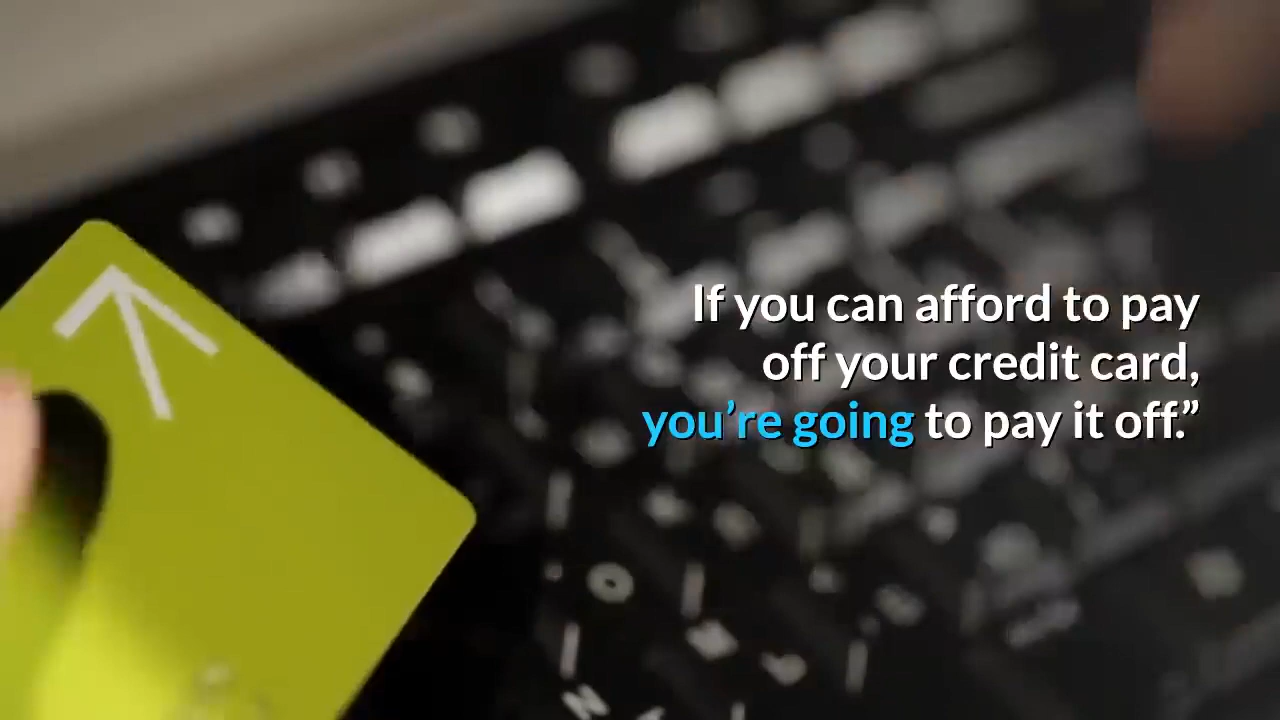 If you can afford to pay
off your credit card,
you’re going to pay it off.”